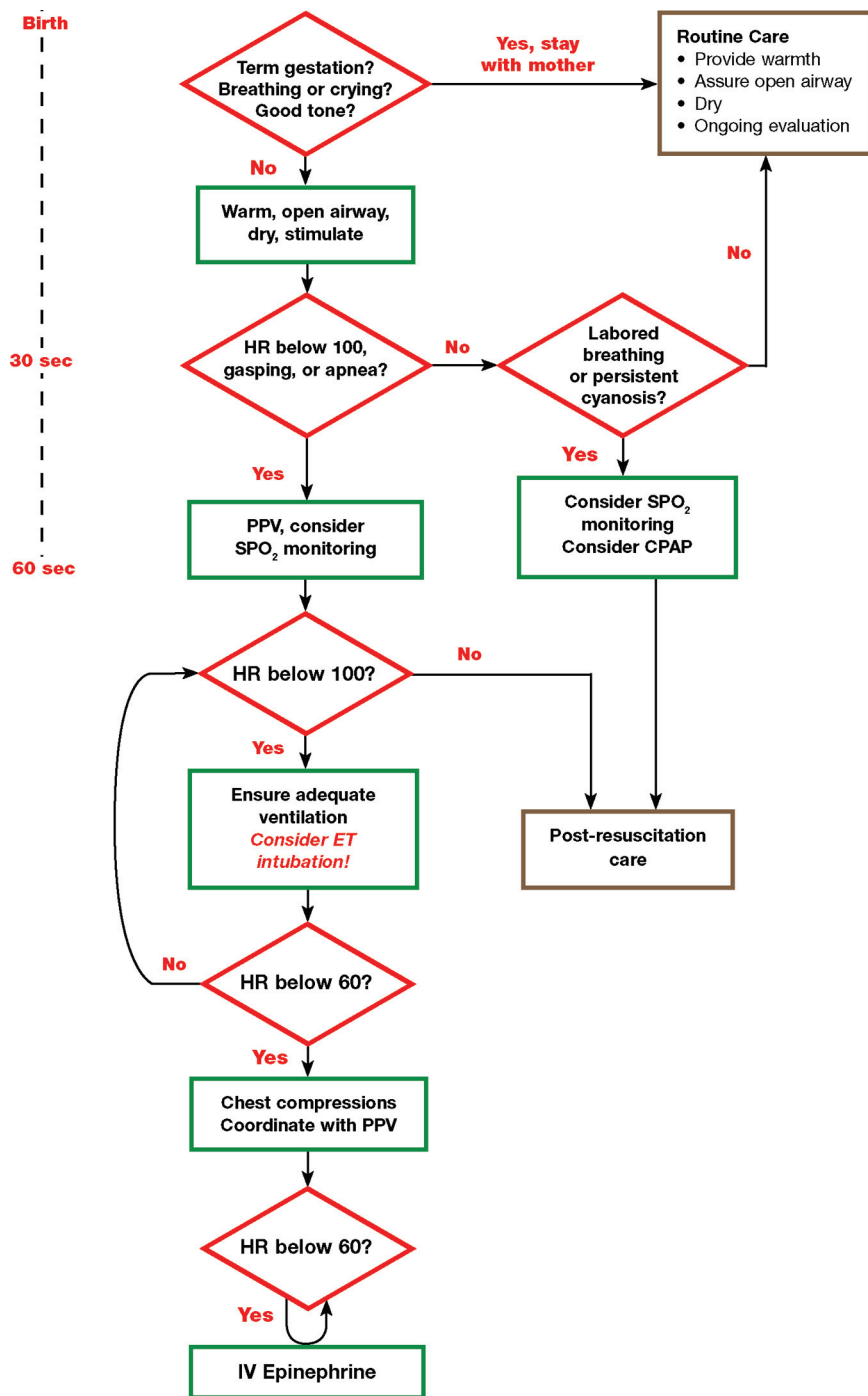 Birth
Term gestation?
Breathing or crying?
Good tone?
Yes, stay
with mother
Routine Care
• Provide warmth
• Assure open airway
• Dry
• Ongoing evaluation
No
Warm, open airway,
dry, stimulate
No
30 sec
HR below 100,
gasping, or apnea?
No
Labored
breathing
or persistent
cyanosis?
Yes
Yes
PPV, consider
SPO₂ monitoring
Consider SPO₂
monitoring
Consider CPAP
60 sec
HR below 100?
No
Yes
Ensure adequate
ventilation
Consider ET
intubation!
Post-resuscitation
care
No
HR below 60?
Yes
Chest compressions
Coordinate with PPV
HR below 60?
Yes
IV Epinephrine